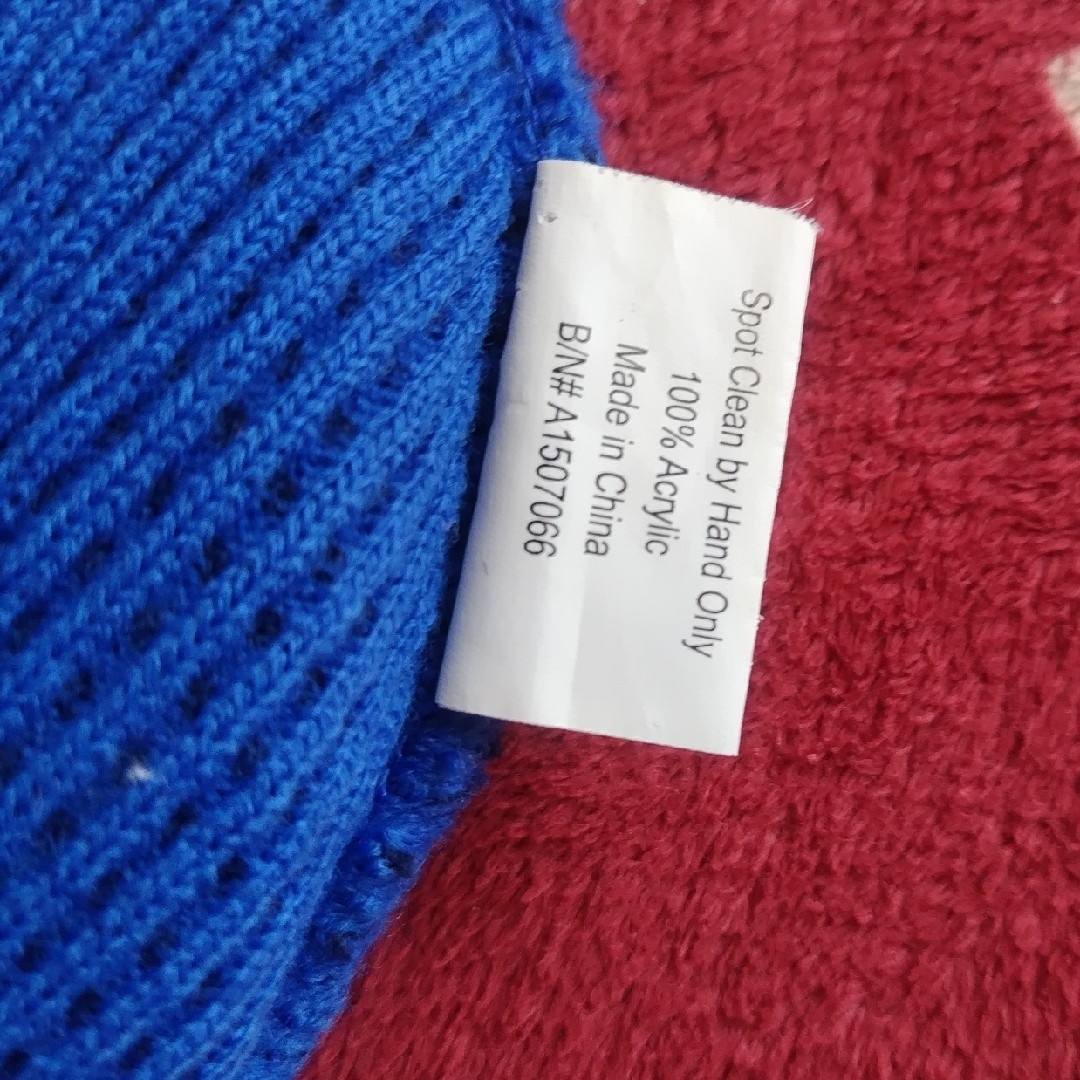 Spot Clean by Hand Only
100% Acrylic
Made in China
B/N# A1507066